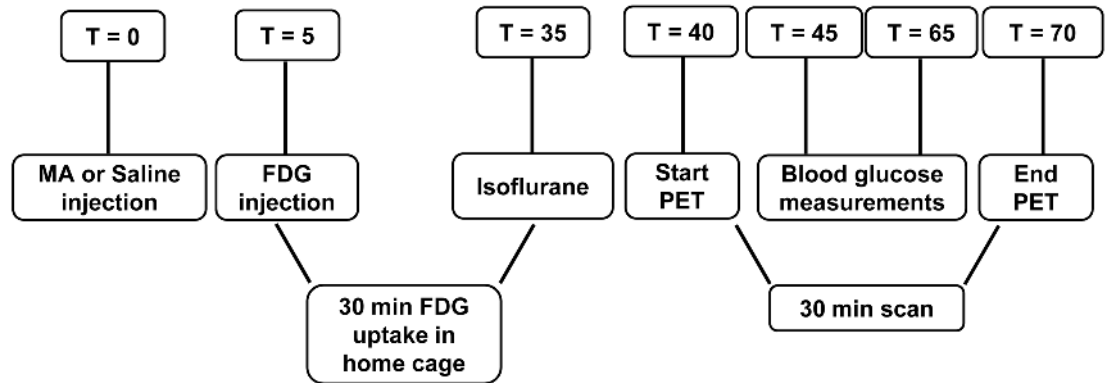 T = 0
T = 5
T = 35
T = 40
T = 45
T = 65
T = 70
MA or Saline
injection
FDG
injection
Isoflurane
Start
PET
Blood glucose
measurements
End
PET
30 min FDG
uptake in
home cage
30 min scan